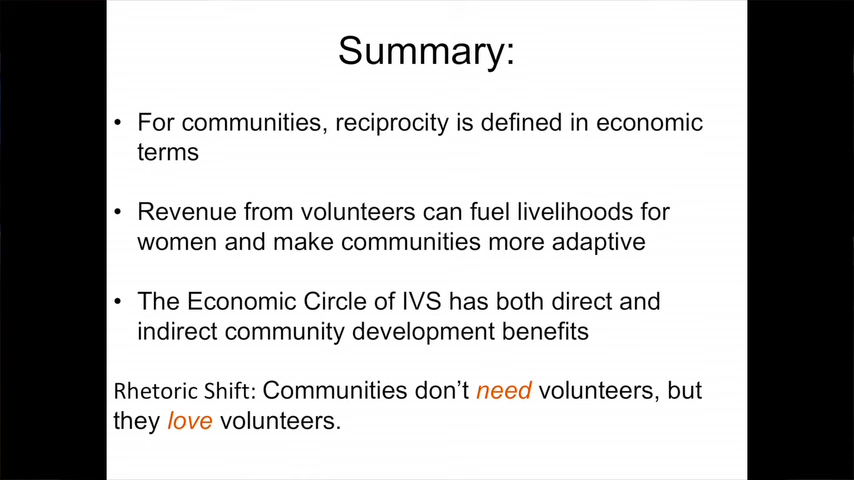 Summary:
• For communities, reciprocity is defined in economic
terms
• Revenue from volunteers can fuel livelihoods for
women and make communities more adaptive
• The Economic Circle of IVS has both direct and
indirect community development benefits
Rhetoric Shift: Communities don’t need volunteers, but
they love volunteers.